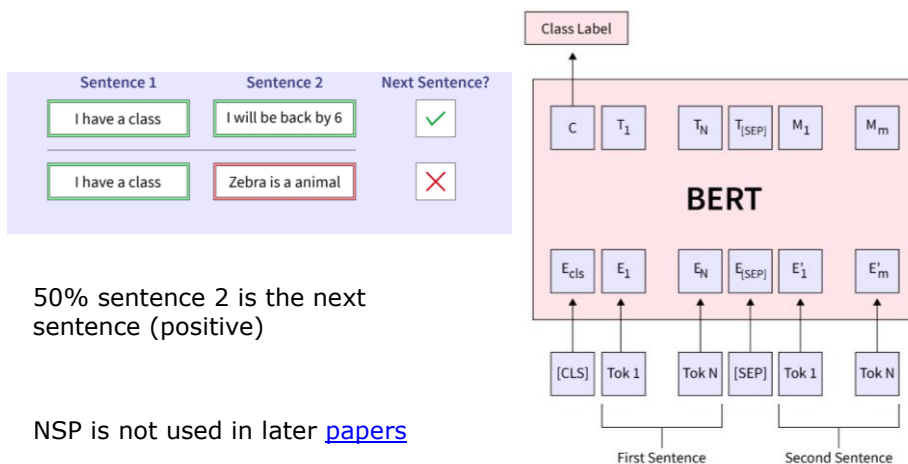 Sentence 1 Sentence 2 Next Sentence?
I have a class I will be back by 6
I have a class Zebra is a animal
50% sentence 2 is the next
sentence (positive)
NSP is not used in later papers
Class Label
C T1 TN T[SEP] M1 Mm
BERT
Ecls E1 EN E[SEP] E'1 E'm
[CLS] Tok 1 Tok N [SEP] Tok 1 Tok N
First Sentence Second Sentence